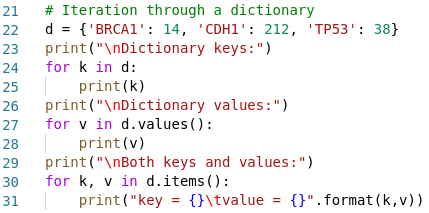 21 # Iteration through a dictionary
22 d = {'BRCA1': 14, 'CDH1': 212, 'TP53': 38}
23 print("\nDictionary keys:")
24 for k in d:
25     print(k)
26 print("\nDictionary values:")
27 for v in d.values():
28     print(v)
29 print("\nBoth keys and values:")
30 for k, v in d.items():
31     print("key = {}\tvalue = {}".format(k,v))